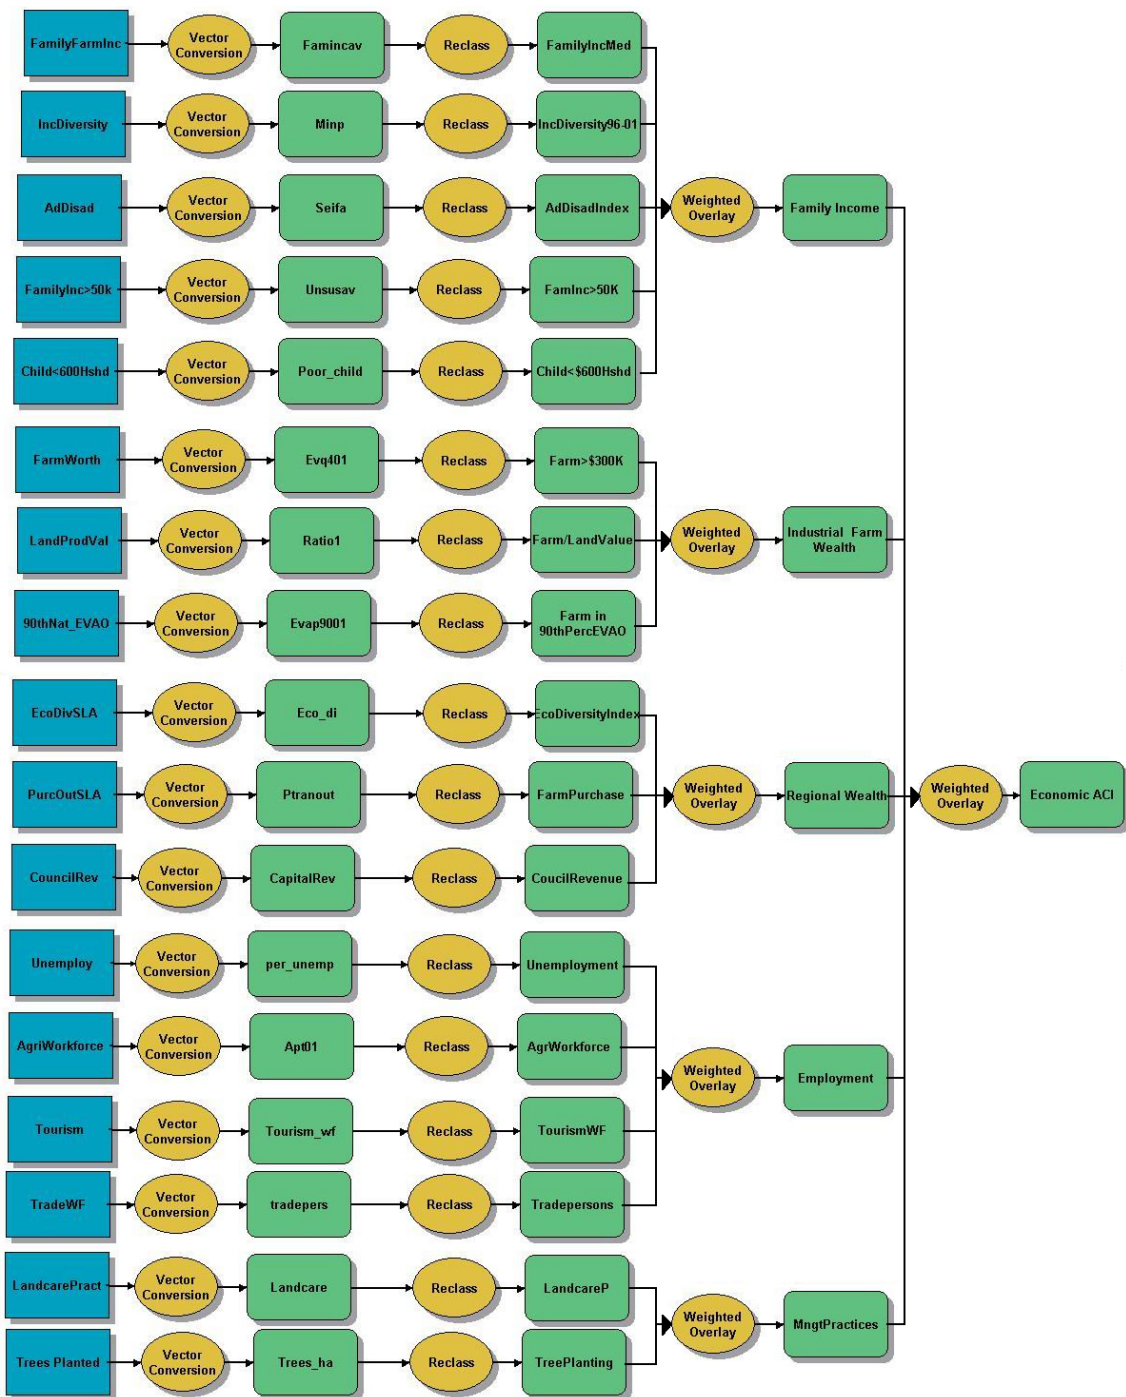 FamilyFarmInc
Vector
Conversion
Famincav
Reclass
FamilyIncMed
IncDiversity
Vector
Conversion
Minp
Reclass
IncDiversity96-01
AdDisad
Vector
Conversion
Seifa
Reclass
AdDisadIndex
Weighted
Overlay
Family Income
FamilyInc>50k
Vector
Conversion
Unsusav
Reclass
FamInc>50K
Child<600Hshd
Vector
Conversion
Poor_child
Reclass
Child<$600Hshd
FarmWorth
Vector
Conversion
Evq401
Reclass
Farm>$300K
LandProdVal
Vector
Conversion
Ratio1
Reclass
Farm/LandValue
Weighted
Overlay
Industrial Farm
Wealth
90thNat_EVAO
Vector
Conversion
Evap9001
Reclass
Farm in
90thPercEVAO
EcoDivSLA
Vector
Conversion
Eco_di
Reclass
EcoDiversityIndex
PurcOutSLA
Vector
Conversion
Ptranout
Reclass
FarmPurchase
Weighted
Overlay
Regional Wealth
Weighted
Overlay
Economic ACI
CouncilRev
Vector
Conversion
CapitalRev
Reclass
CoucilRevenue
Unemploy
Vector
Conversion
per_unemp
Reclass
Unemployment
AgriWorkforce
Vector
Conversion
Apt01
Reclass
AgrWorkforce
Weighted
Overlay
Employment
Tourism
Vector
Conversion
Tourism_wf
Reclass
TourismWF
TradeWF
Vector
Conversion
tradepers
Reclass
Tradepersons
LandcarePract
Vector
Conversion
Landcare
Reclass
LandcareP
Weighted
Overlay
MngtPractices
Trees Planted
Vector
Conversion
Trees_ha
Reclass
TreePlanting